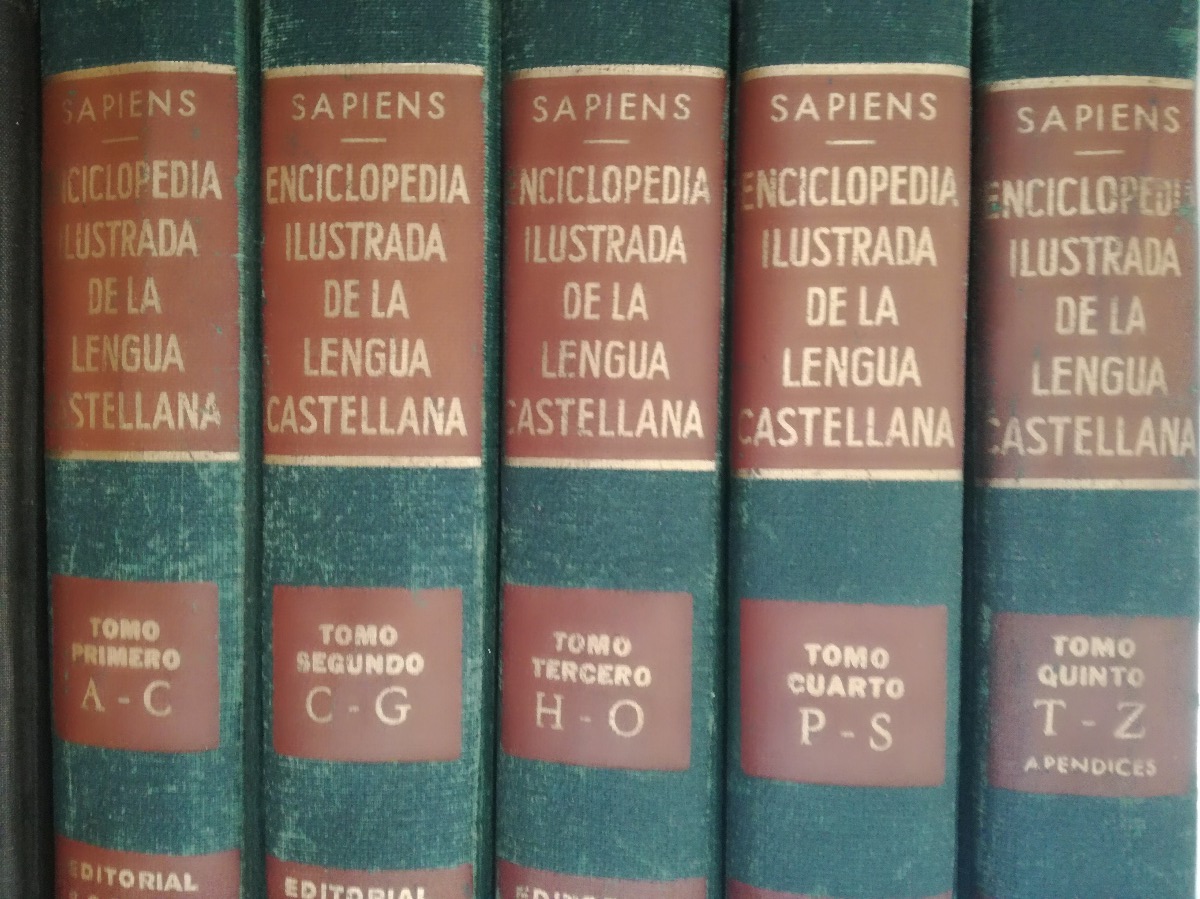 SAPIENS
ENCICLOPEDIA
ILUSTRADA
DE LA
LENGUA
CASTELLANA
TOMO
PRIMERO
A - C
EDITORIAL
SAPIENS
ENCICLOPEDIA
ILUSTRADA
DE LA
LENGUA
CASTELLANA
TOMO
SEGUNDO
C - G
EDITORIAL
SAPIENS
ENCICLOPEDIA
ILUSTRADA
DE LA
LENGUA
CASTELLANA
TOMO
TERCERO
H - O
SAPIENS
ENCICLOPEDIA
ILUSTRADA
DE LA
LENGUA
CASTELLANA
TOMO
CUARTO
P - S
SAPIENS
ENCICLOPEDIA
ILUSTRADA
DE LA
LENGUA
CASTELLANA
TOMO
QUINTO
T - Z
APENDICES